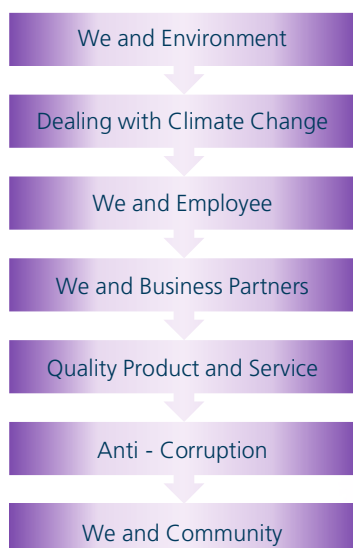 We and Environment
Dealing with Climate Change
We and Employee
We and Business Partners
Quality Product and Service
Anti - Corruption
We and Community